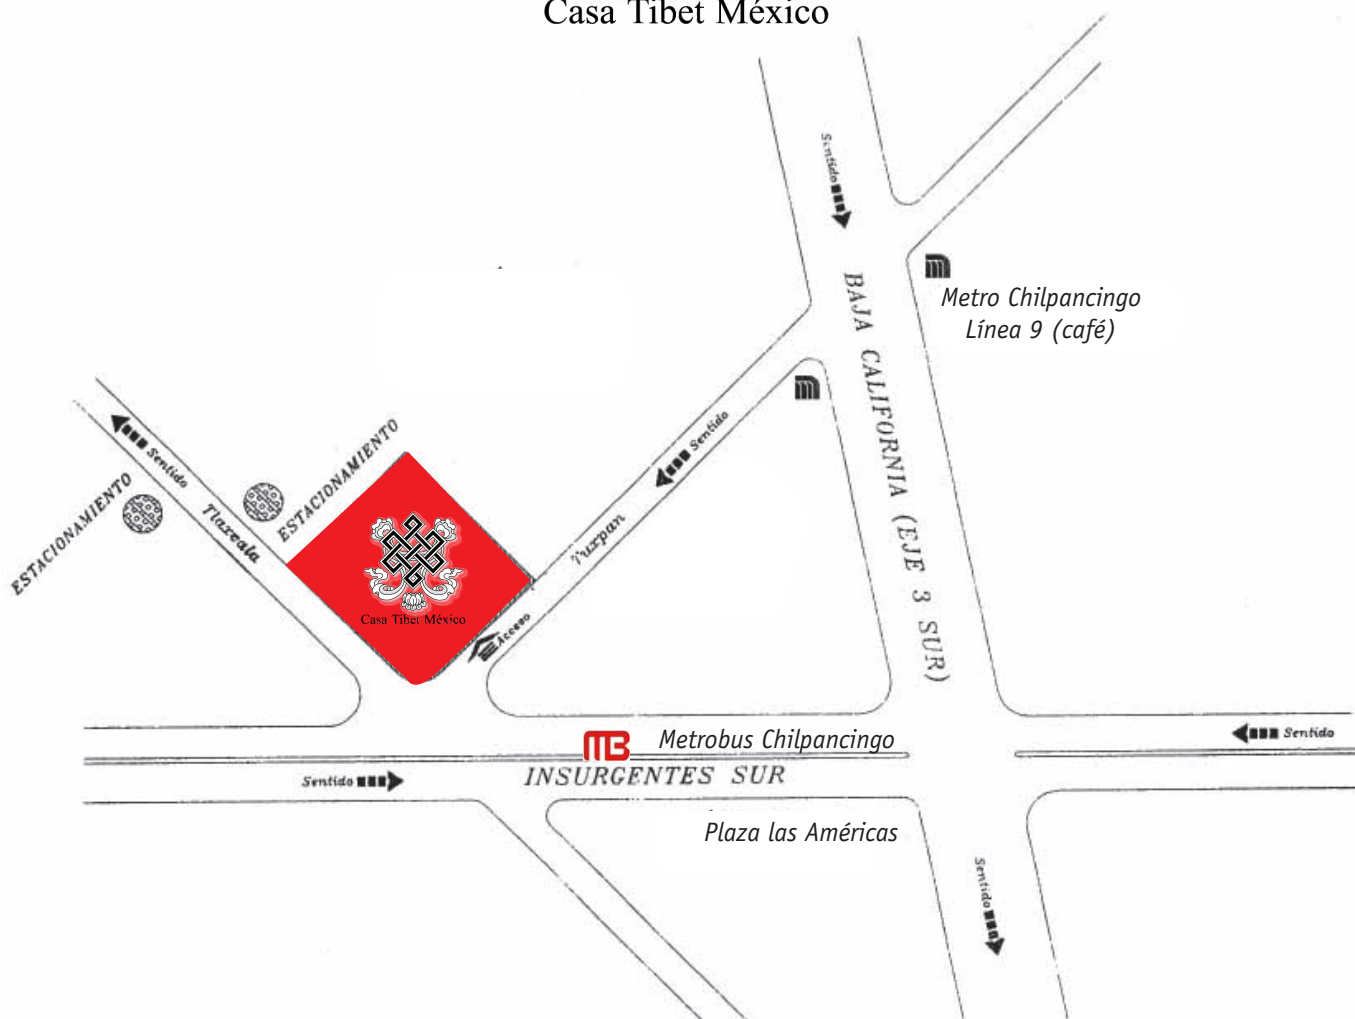 Casa Tibet México
Sentido
Metro Chilpancingo
Línea 9 (café)
BAJA CALIFORNIA (EJE 3 SUR)
Sentido
Tuxpan
Acceso
ESTACIONAMIENTO
Sentido
Tlaxcala
ESTACIONAMIENTO
Casa Tibet México
Metrobus Chilpancingo
Sentido
Sentido
INSURGENTES SUR
Plaza las Américas
Sentido